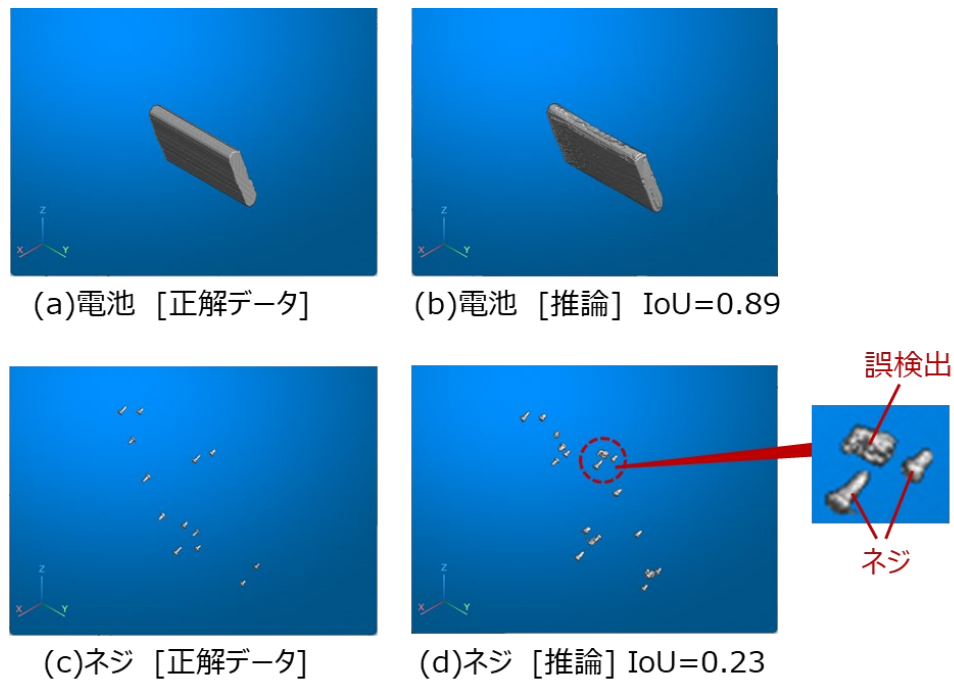 Z
X
Y
Z
X
Y
(a)電池 [正解データ]
(b)電池 [推論] IoU=0.89
誤検出
ネジ
Z
X
Y
Z
X
Y
(c)ネジ [正解データ]
(d)ネジ [推論] IoU=0.23